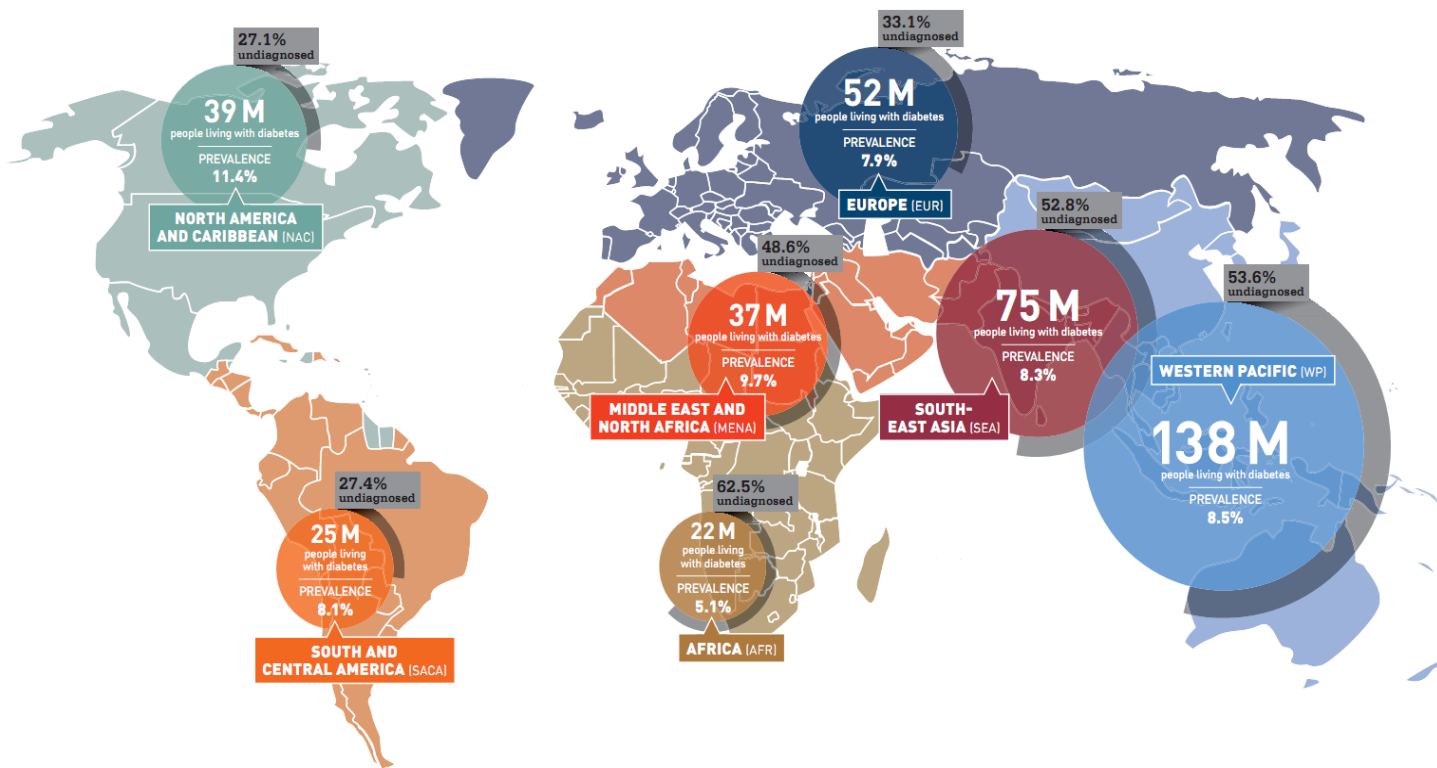 27.1%
undiagnosed
39 M
people living with diabetes
PREVALENCE
11.4%
NORTH AMERICA
AND CARIBBEAN (NAC)
33.1%
undiagnosed
52 M
people living with diabetes
PREVALENCE
7.9%
EUROPE (EUR)
48.6%
undiagnosed
37 M
people living with diabetes
PREVALENCE
9.7%
MIDDLE EAST AND
NORTH AFRICA (MENA)
52.8%
undiagnosed
75 M
people living with diabetes
PREVALENCE
8.3%
SOUTH-
EAST ASIA (SEA)
53.6%
undiagnosed
WESTERN PACIFIC (WP)
138 M
people living with diabetes
PREVALENCE
8.5%
27.4%
undiagnosed
25 M
people living
with diabetes
PREVALENCE
8.1%
SOUTH AND
CENTRAL AMERICA (SACA)
62.5%
undiagnosed
22 M
people living
with diabetes
PREVALENCE
5.1%
AFRICA (AFR)